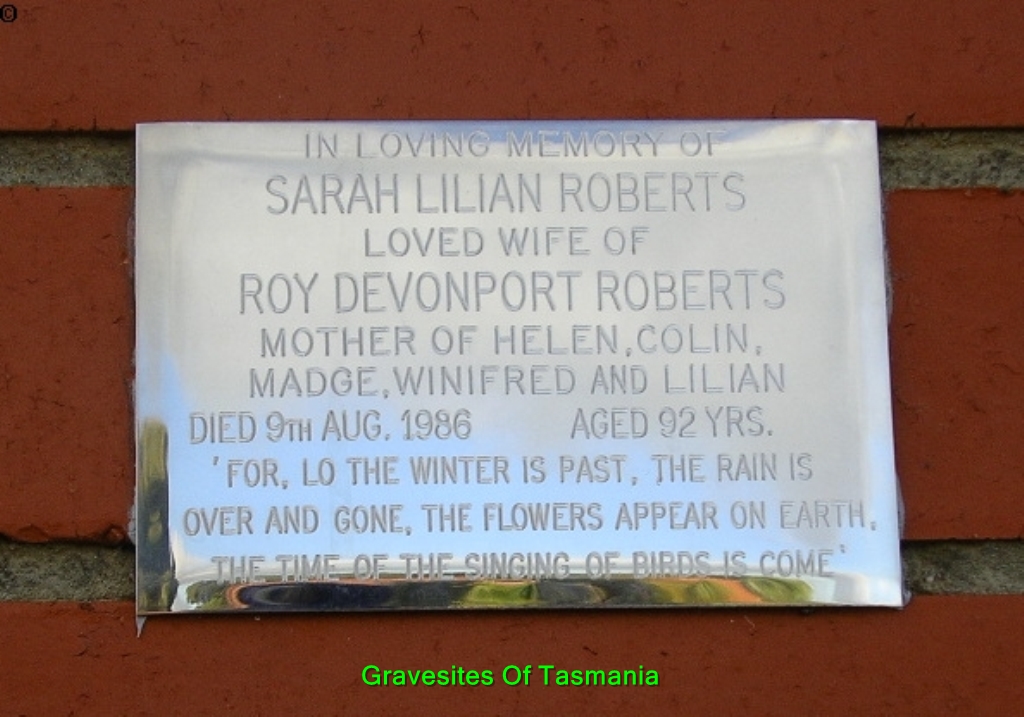 ©
IN LOVING MEMORY OF
SARAH LILIAN ROBERTS
LOVED WIFE OF
ROY DEVONPORT ROBERTS
MOTHER OF HELEN, COLIN,
MADGE, WINIFRED AND LILIAN
DIED 9TH AUG. 1986 AGED 92 YRS.
'FOR, LO THE WINTER IS PAST, THE RAIN IS
OVER AND GONE, THE FLOWERS APPEAR ON EARTH,
THE TIME OF THE SINGING OF BIRDS IS COME'
Gravesites Of Tasmania